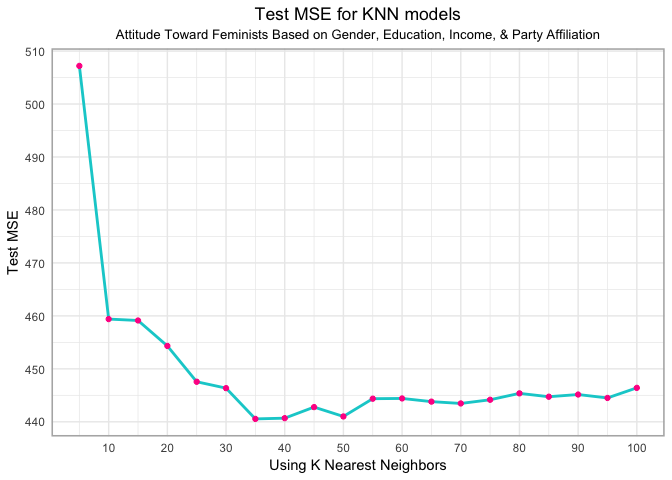 Test MSE for KNN models
Attitude Toward Feminists Based on Gender, Education, Income, & Party Affiliation
510
500
490
480
470
460
450
440
Test MSE
10 20 30 40 50 60 70 80 90 100
Using K Nearest Neighbors